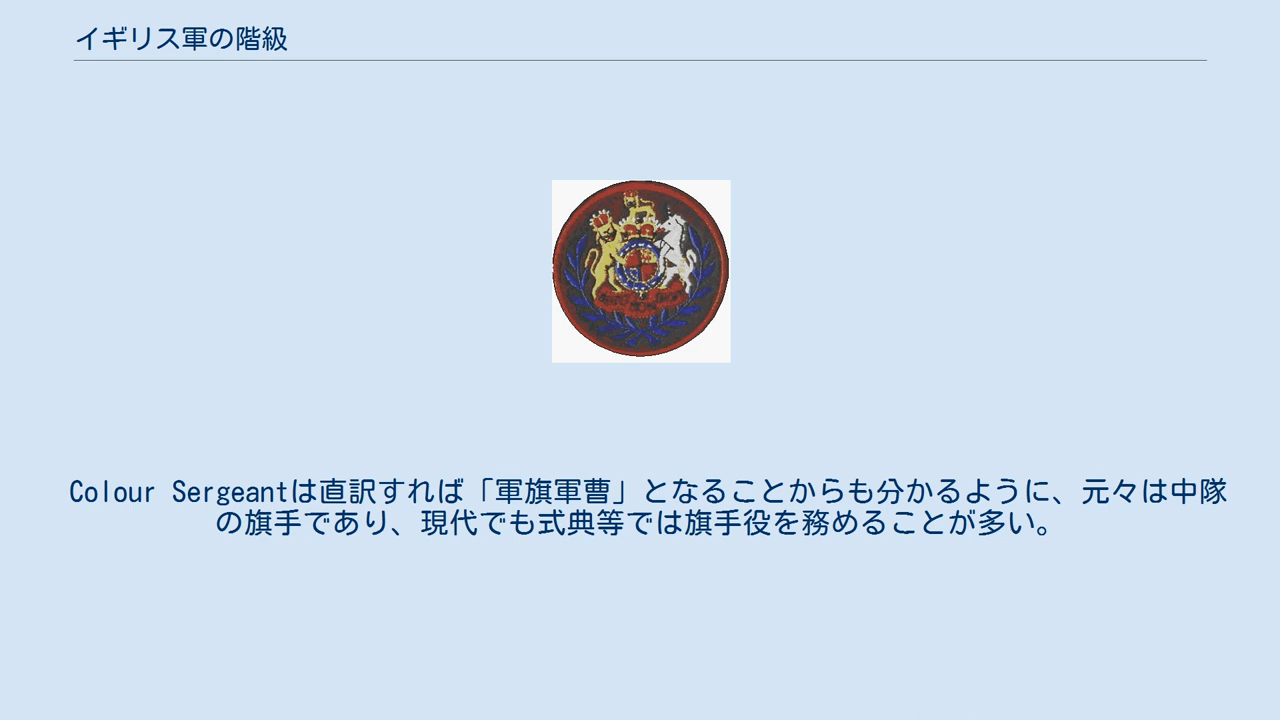 イギリス軍の階級
Colour Sergeantは直訳すれば「軍旗軍曹」となることからも分かるように、元々は中隊
の旗手であり、現代でも式典等では旗手役を務めることが多い。